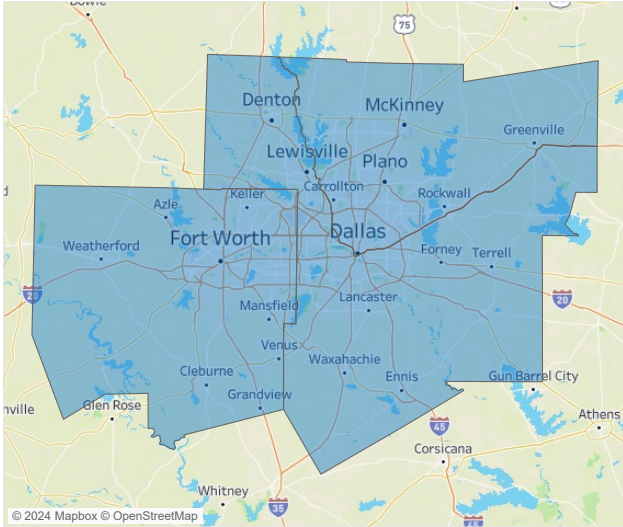 Bowie
75
Denton
McKinney
Greenville
Lewisville
Plano
Carrollton
Rockwall
Keller
Azle
Fort Worth
Dallas
Weatherford
Forney
Terrell
20
20
Lancaster
Mansfield
Venus
Waxahachie
Cleburne
Ennis
Gun Barrel City
Grandview
Glen Rose
nville
Athens
45
Corsicana
Whitney
35
45
© 2024 Mapbox © OpenStreetMap